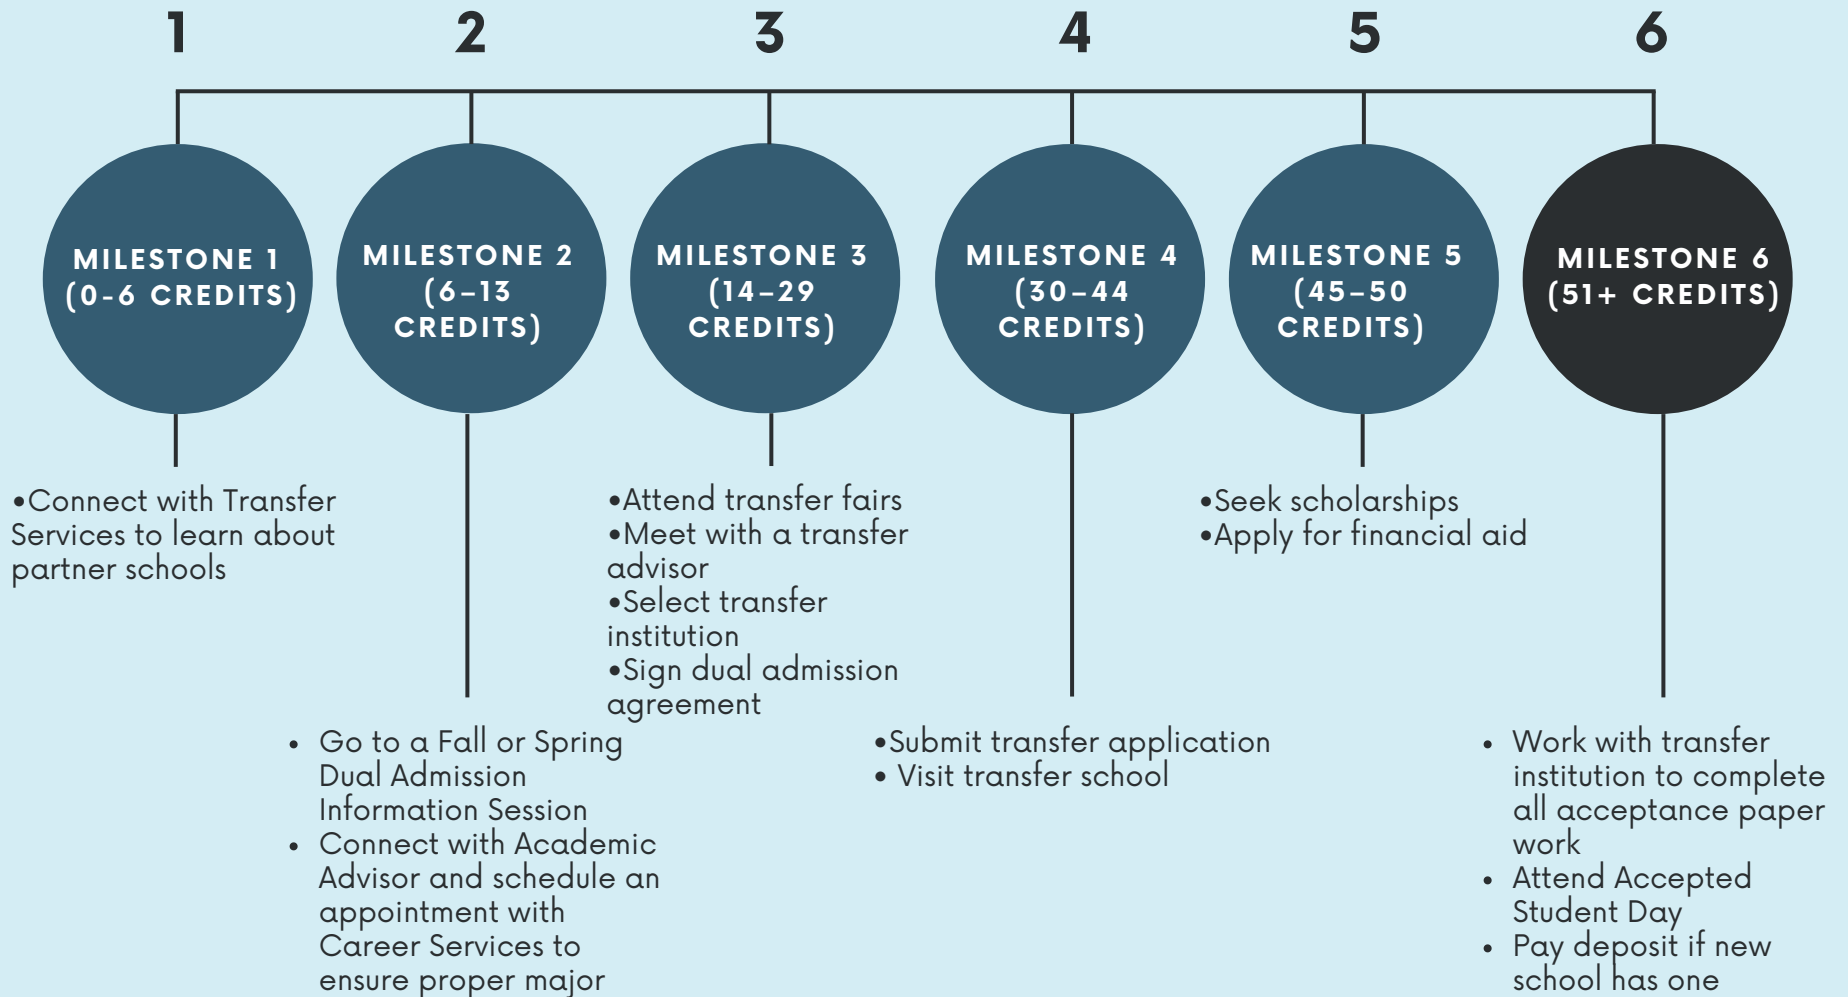 1
2
3
4
5
6
MILESTONE 1
(0-6 CREDITS)
MILESTONE 2
(6–13
CREDITS)
MILESTONE 3
(14–29
CREDITS)
MILESTONE 4
(30–44
CREDITS)
MILESTONE 5
(45–50
CREDITS)
MILESTONE 6
(51+ CREDITS)
•Connect with Transfer
Services to learn about
partner schools
• Go to a Fall or Spring
Dual Admission
Information Session
• Connect with Academic
Advisor and schedule an
appointment with
Career Services to
ensure proper major
•Attend transfer fairs
•Meet with a transfer
advisor
•Select transfer
institution
•Sign dual admission
agreement
•Submit transfer application
• Visit transfer school
•Seek scholarships
•Apply for financial aid
• Work with transfer
institution to complete
all acceptance paper
work
• Attend Accepted
Student Day
• Pay deposit if new
school has one